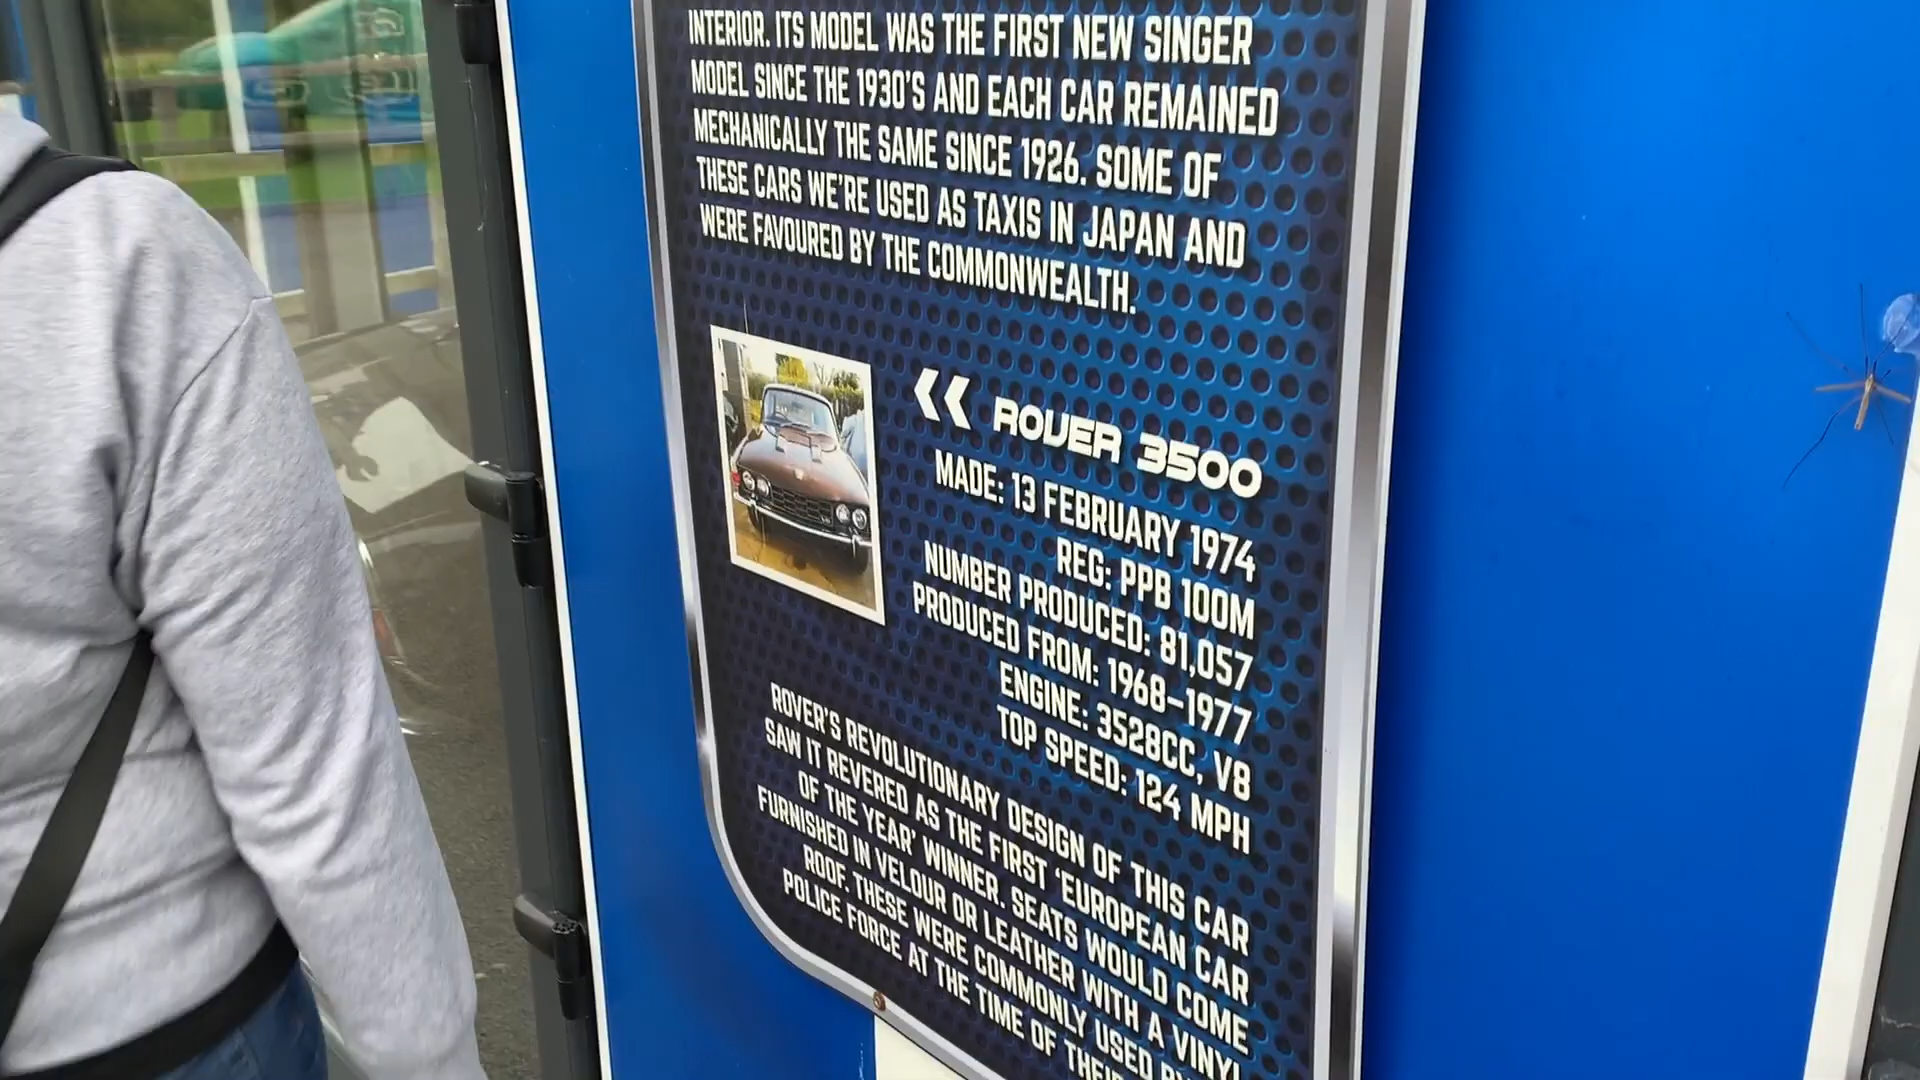 INTERIOR. ITS MODEL WAS THE FIRST NEW SINGER
MODEL SINCE THE 1930'S AND EACH CAR REMAINED
MECHANICALLY THE SAME SINCE 1926. SOME OF
THESE CARS WE'RE USED AS TAXIS IN JAPAN AND
WERE FAVOURED BY THE COMMONWEALTH.
ROVER 3500
MADE: 13 FEBRUARY 1974
REG: PPB 100M
NUMBER PRODUCED: 81,057
PRODUCED FROM: 1968-1977
ENGINE: 3528CC, V8
TOP SPEED: 124 MPH
ROVER'S REVOLUTIONARY DESIGN OF THIS CAR
SAW IT REVERED AS THE FIRST 'EUROPEAN CAR
OF THE YEAR' WINNER. SEATS WOULD COME
FURNISHED IN VELOUR OR LEATHER WITH A VINYL
ROOF. THESE WERE COMMONLY USED BY
POLICE FORCE AT THE TIME OF THEIR